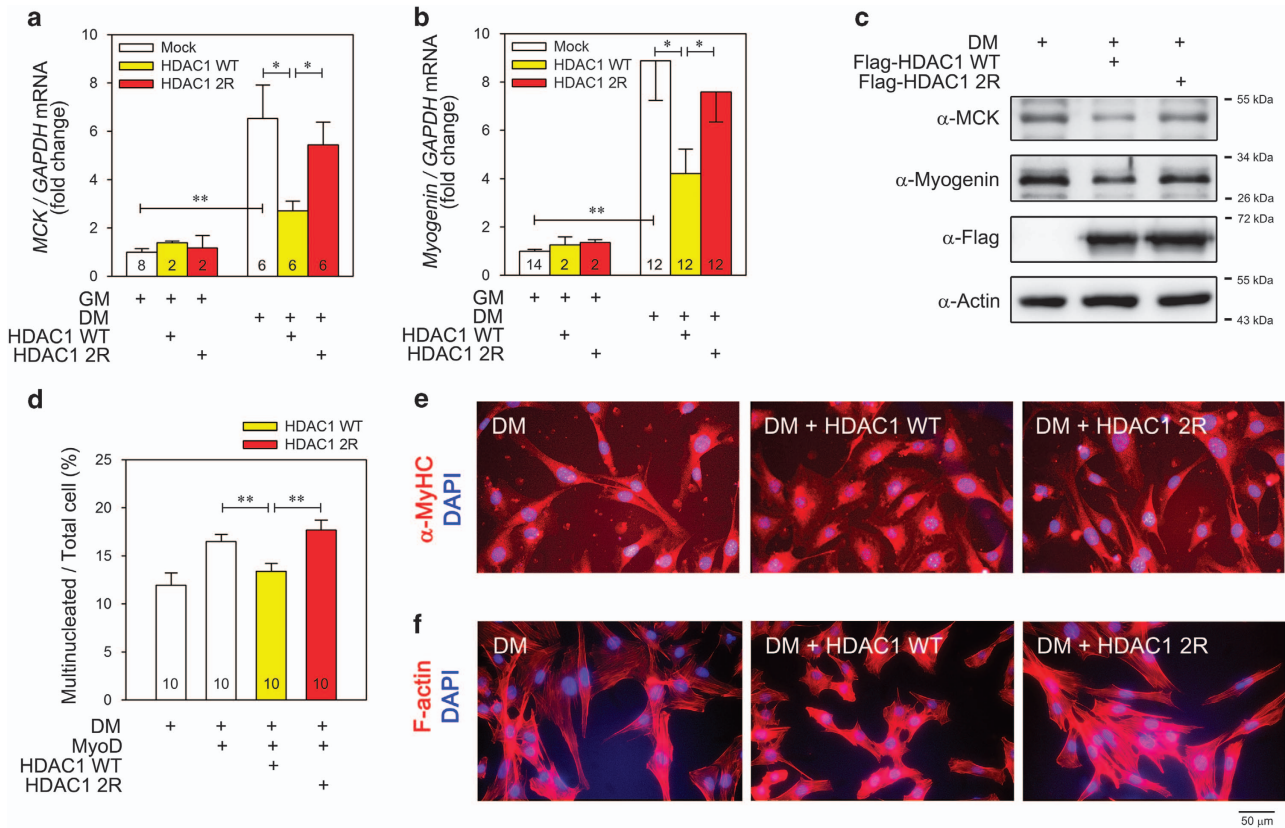 a
MCK / GAPDH mRNA
(fold change)
10
8
6
4
2
0
Mock
HDAC1 WT
HDAC1 2R
**
*
*
8
2
2
6
6
6
GM + + +
DM + + +
HDAC1 WT + +
HDAC1 2R + +
b
Myogenin / GAPDH mRNA
(fold change)
10
8
6
4
2
0
Mock
HDAC1 WT
HDAC1 2R
**
*
*
14
2
2
12
12
12
GM + + +
DM + + +
HDAC1 WT + +
HDAC1 2R + +
c
DM + + +
Flag-HDAC1 WT +
Flag-HDAC1 2R +
α-MCK
55 kDa
α-Myogenin
34 kDa
26 kDa
α-Flag
72 kDa
α-Actin
55 kDa
43 kDa
d
HDAC1 WT
HDAC1 2R
Multinucleated / Total cell (%)
25
20
15
10
5
0
**
**
10
10
10
10
DM + + + +
MyoD + + +
HDAC1 WT +
HDAC1 2R +
e
α-MyHC
DAPI
DM
DM + HDAC1 WT
DM + HDAC1 2R
f
F-actin
DAPI
DM
DM + HDAC1 WT
DM + HDAC1 2R
50 μm